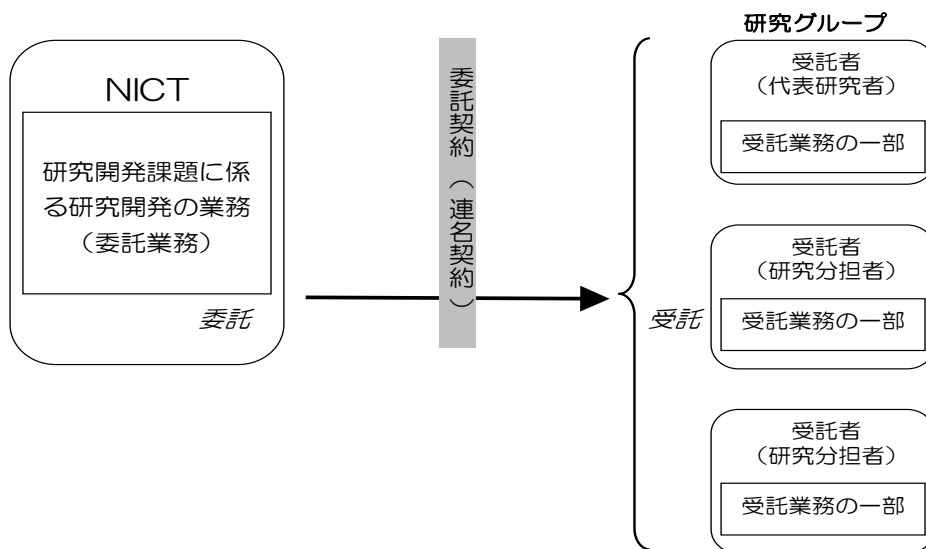 NICT
研究開発課題に係
る研究開発の業務
（委託業務）
委託
委託契約（連名契約）
受託
研究グループ
受託者
（代表研究者）
受託業務の一部
受託者
（研究分担者）
受託業務の一部
受託者
（研究分担者）
受託業務の一部